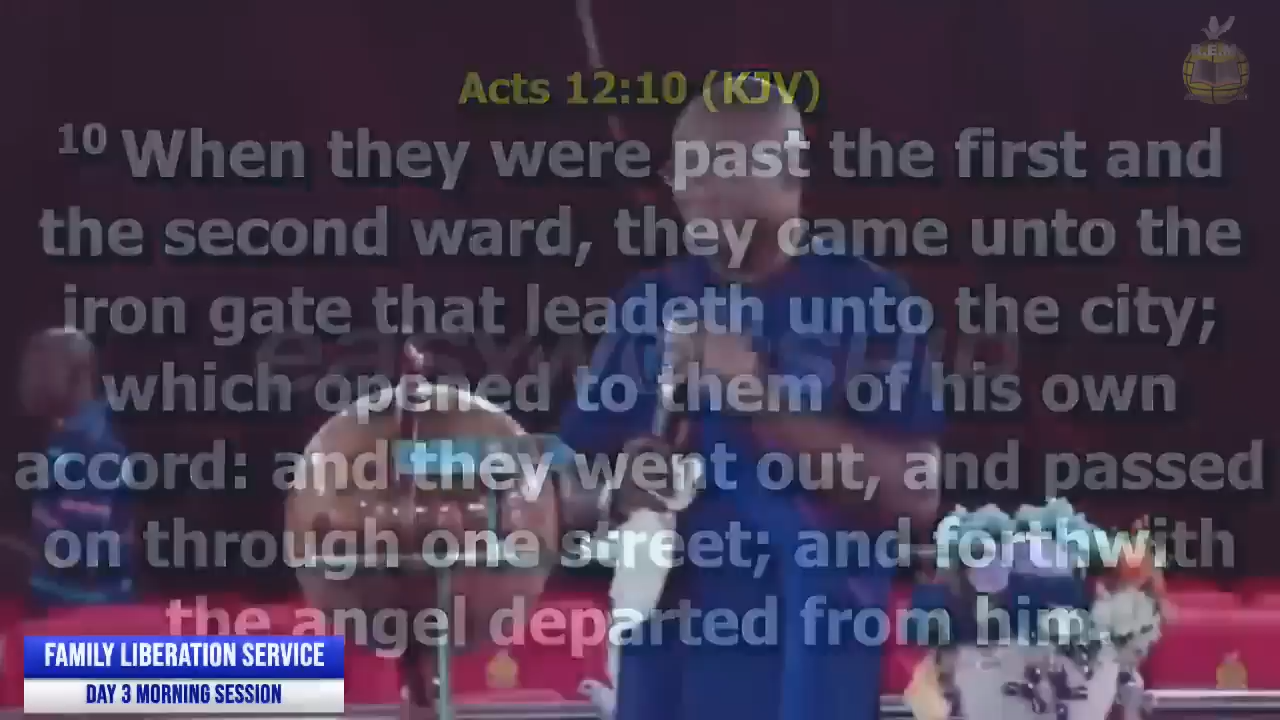 R.E.M
Acts 12:10 (KJV)
10 When they were past the first and
the second ward, they came unto the
iron gate that leadeth unto the city;
which opened to them of his own
accord: and they went out, and passed
on through one street; and forthwith
the angel departed from him.
easyworship
FAMILY LIBERATION SERVICE
DAY 3 MORNING SESSION